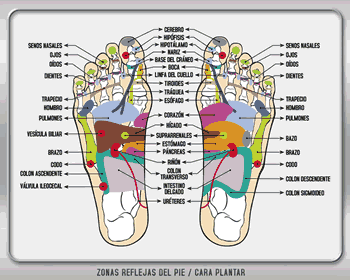 CEREBRO
HIPÓFISIS
HIPOTÁLAMO
NARIZ
BASE DEL CRÁNEO
BOCA
LINFA DEL CUELLO
TIROIDES
TRÁQUEA
ESÓFAGO
CORAZÓN
HÍGADO
SUPRARRENALES
ESTÓMAGO
PÁNCREAS
RIÑÓN
COLON
TRANSVERSO
INTESTINO
DELGADO
URÉTERES
SENOS NASALES
OJOS
OÍDOS
DIENTES
TRAPECIO
HOMBRO
PULMONES
VESÍCULA BILIAR
BRAZO
CODO
COLON ASCENDENTE
VÁLVULA ILEOCECAL
SENOS NASALES
OJOS
OÍDOS
DIENTES
TRAPECIO
HOMBRO
PULMONES
BAZO
BRAZO
CODO
COLON DESCENDENTE
COLON SIGMOIDEO
ZONAS REFLEJAS DEL PIE / CARA PLANTAR